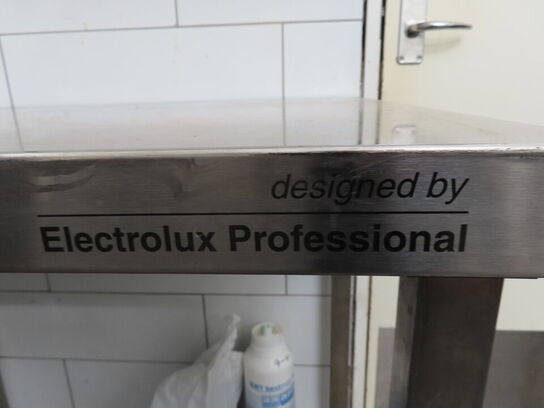 designed by
Electrolux Professional